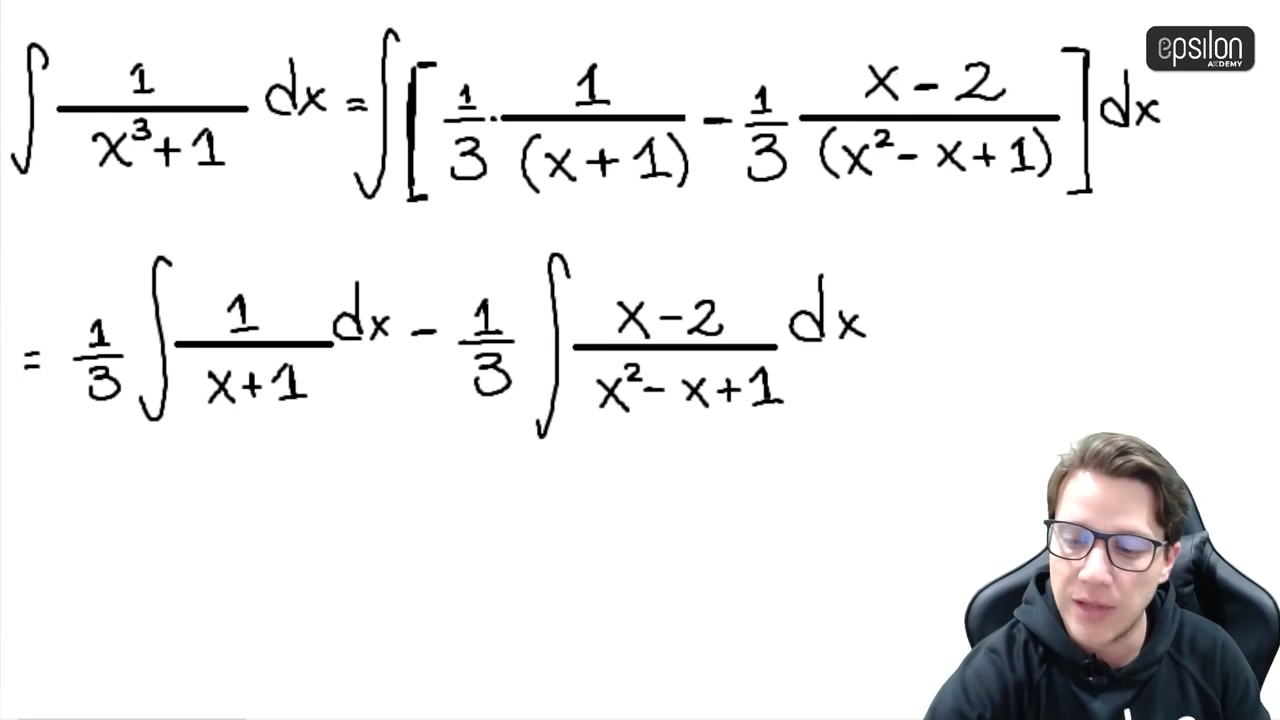 epsilon
AXDEMY
∫ 1/(x³+1) dx = ∫ [ 1/3 · 1/(x+1) - 1/3 (x-2)/(x²-x+1) ] dx
= 1/3 ∫ 1/(x+1) dx - 1/3 ∫ (x-2)/(x²-x+1) dx